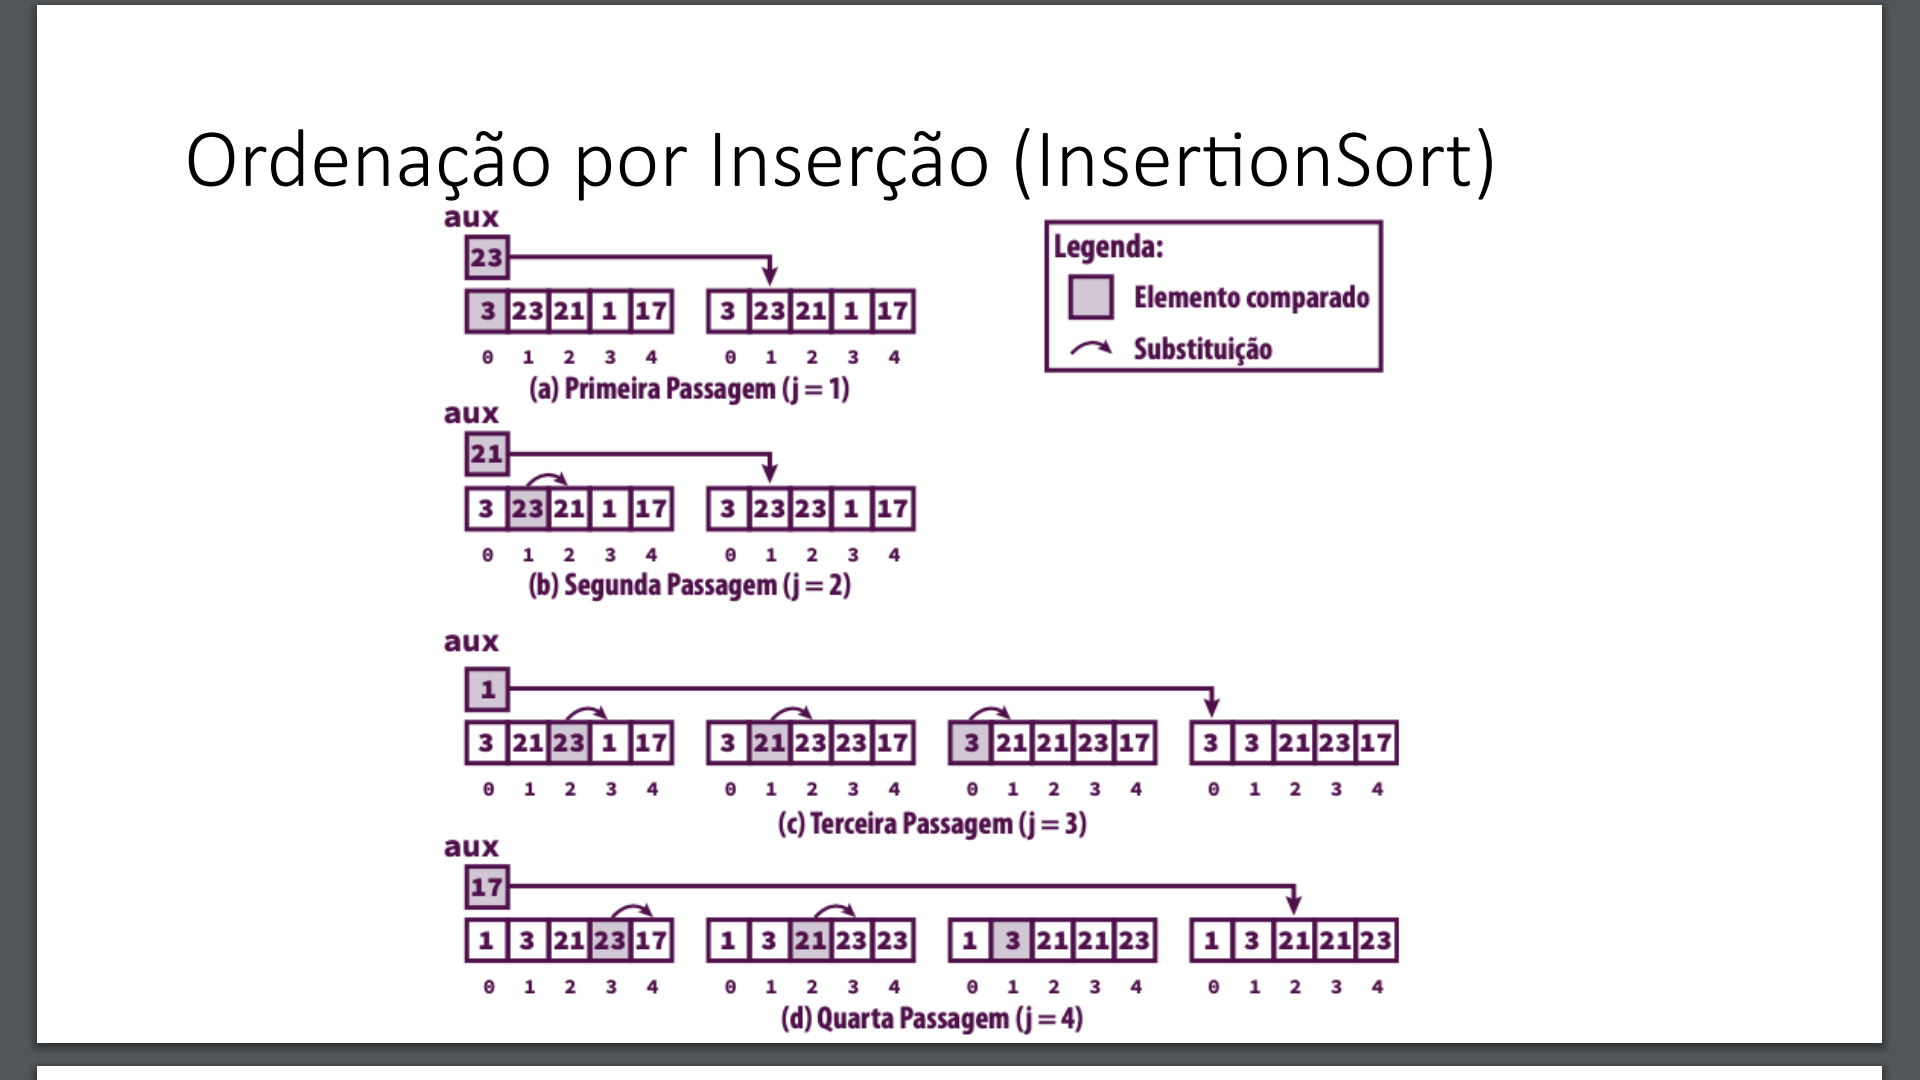 Ordenação por Inserção (InsertionSort)
aux
23
3 23 21 1 17 3 23 21 1 17
0 1 2 3 4 0 1 2 3 4
(a) Primeira Passagem (j = 1)
Legenda:
Elemento comparado
Substituição
aux
21
3 23 21 1 17 3 23 23 1 17
0 1 2 3 4 0 1 2 3 4
(b) Segunda Passagem (j = 2)
aux
1
3 21 23 1 17 3 21 23 23 17 3 21 21 23 17 3 3 21 23 17
0 1 2 3 4 0 1 2 3 4 0 1 2 3 4 0 1 2 3 4
(c) Terceira Passagem (j = 3)
aux
17
1 3 21 23 17 1 3 21 23 23 1 3 21 21 23 1 3 21 21 23
0 1 2 3 4 0 1 2 3 4 0 1 2 3 4 0 1 2 3 4
(d) Quarta Passagem (j = 4)